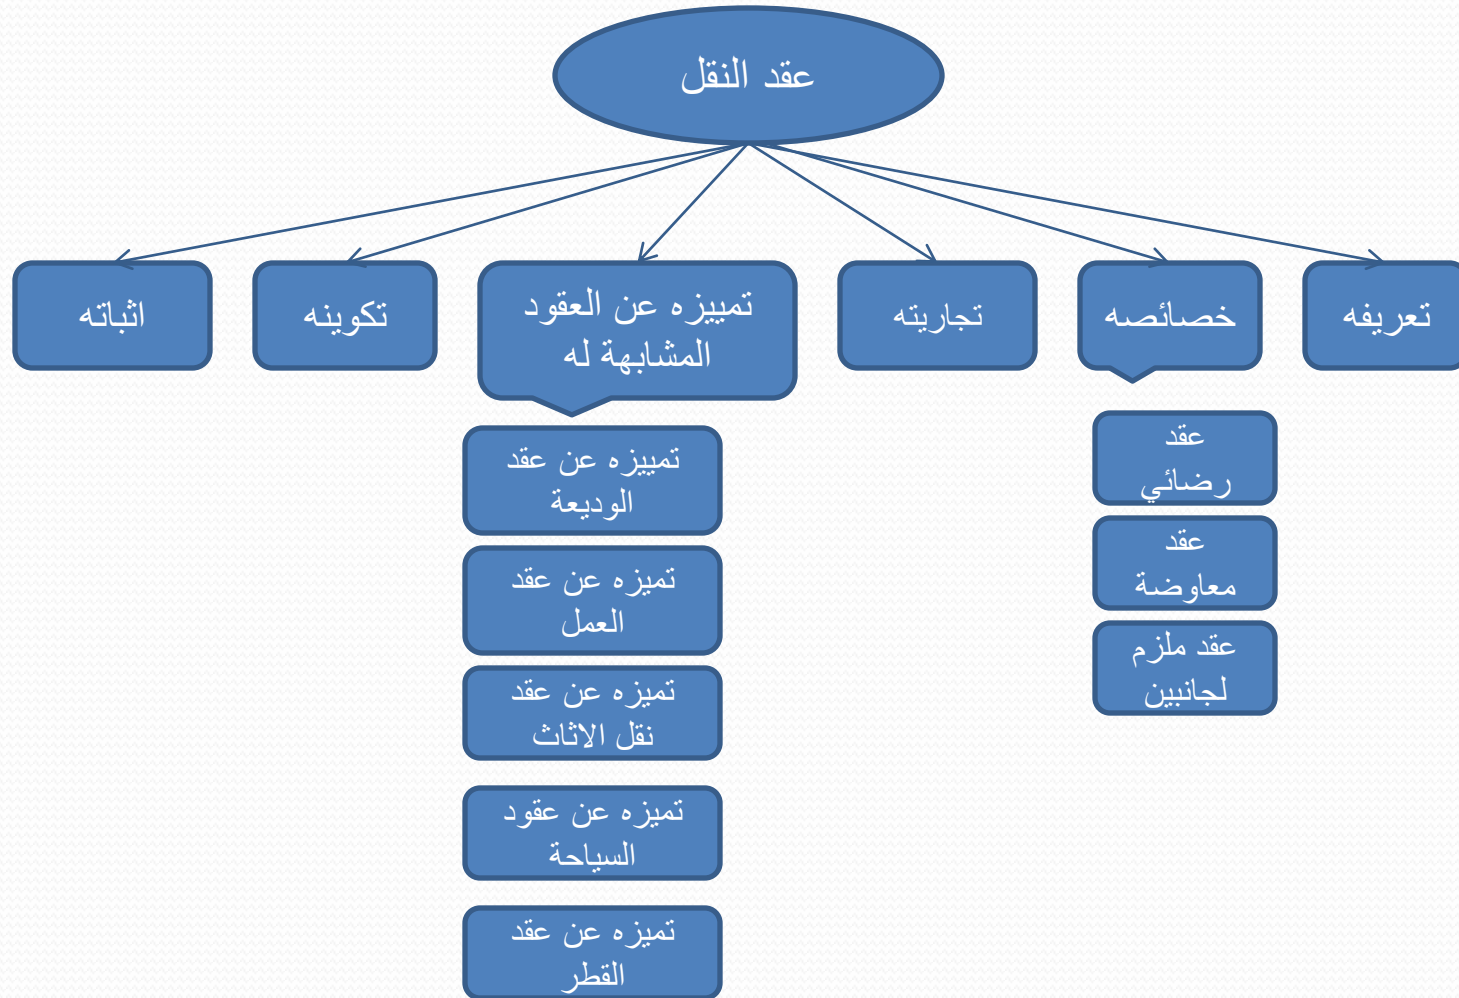 عقد النقل
تعريفه
خصائصه
تجاريته
تمييزه عن العقود
المشابهة له
تكوينه
اثباته
عقد
رضائي
عقد
معاوضة
عقد ملزم
لجانبين
تمييزه عن عقد
الوديعة
تميزه عن عقد
العمل
تميزه عن عقد
نقل الاثاث
تميزه عن عقود
السياحة
تميزه عن عقد
القطر